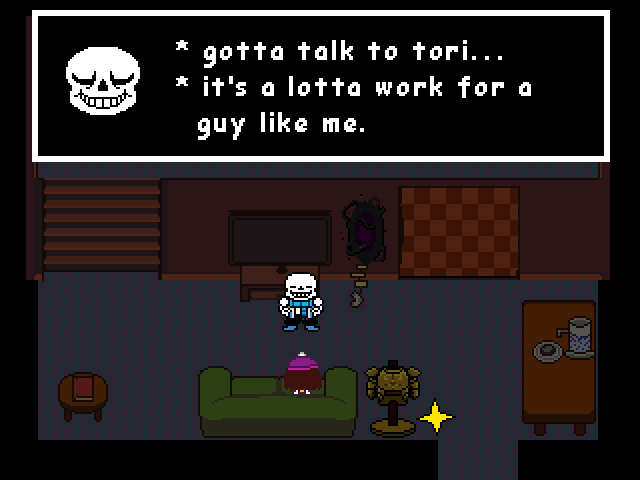 * gotta talk to tori...
* it's a lotta work for a
guy like me.